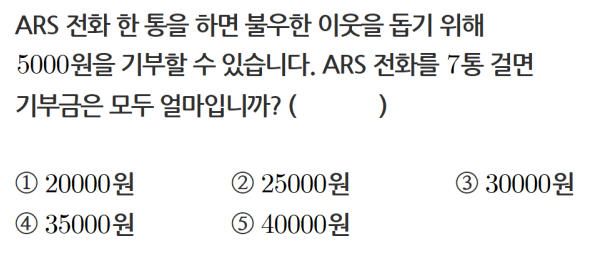 ARS 전화 한 통을 하면 불우한 이웃을 돕기 위해
5000원을 기부할 수 있습니다. ARS 전화를 7통 걸면
기부금은 모두 얼마입니까? (          )
① 20000원 ② 25000원 ③ 30000원
④ 35000원 ⑤ 40000원